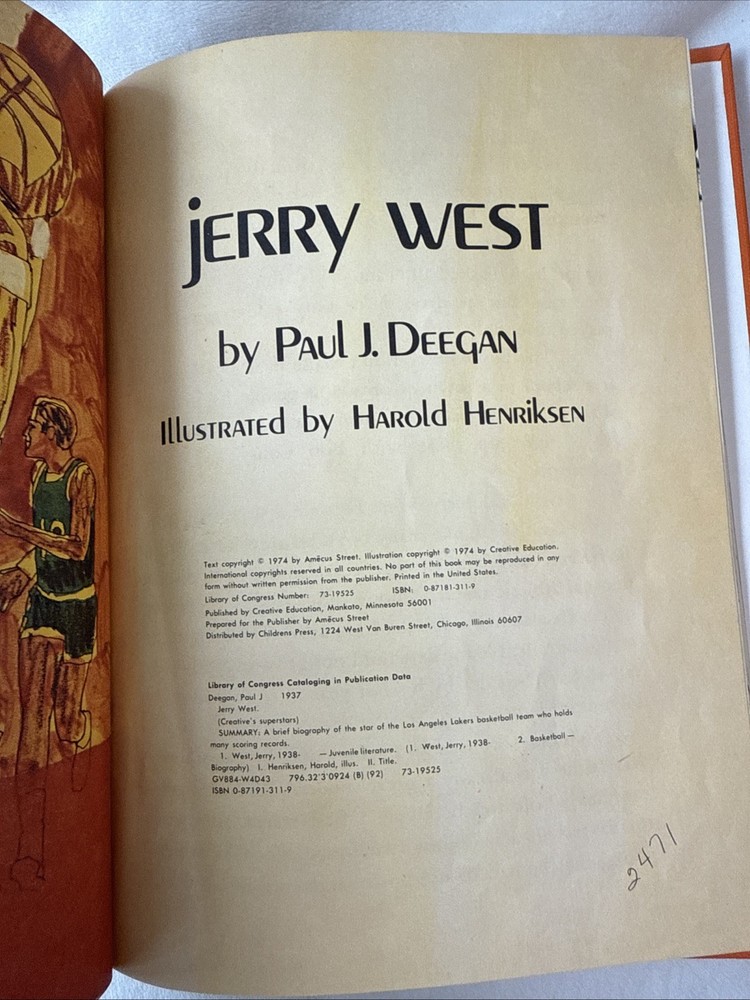 jERRY WEST
by PAUL J. DEEGAN
IllUSTRATEd by HAROld HENRIKSEN
Text copyright © 1974 by Amēcus Street. Illustration copyright © 1974 by Creative Education.
International copyrights reserved in all countries. No part of this book may be reproduced in any
form without written permission from the publisher. Printed in the United States.
Library of Congress Number: 73-19525 ISBN: 0-87181-311-9
Published by Creative Education, Mankato, Minnesota 56001
Prepared for the Publisher by Amēcus Street
Distributed by Childrens Press, 1224 West Van Buren Street, Chicago, Illinois 60607
Library of Congress Cataloging in Publication Data
Deegan, Paul J 1937
Jerry West.
(Creative's superstars)
SUMMARY: A brief biography of the star of the Los Angeles Lakers basketball team who holds
many scoring records.
1. West, Jerry, 1938- — Juvenile literature. (1. West, Jerry, 1938- 2. Basketball —
Biography) I. Henriksen, Harold, illus. II. Title.
GV884-W4D43 796.32'3'0924 (B) (92) 73-19525
ISBN 0-87191-311-9
2471